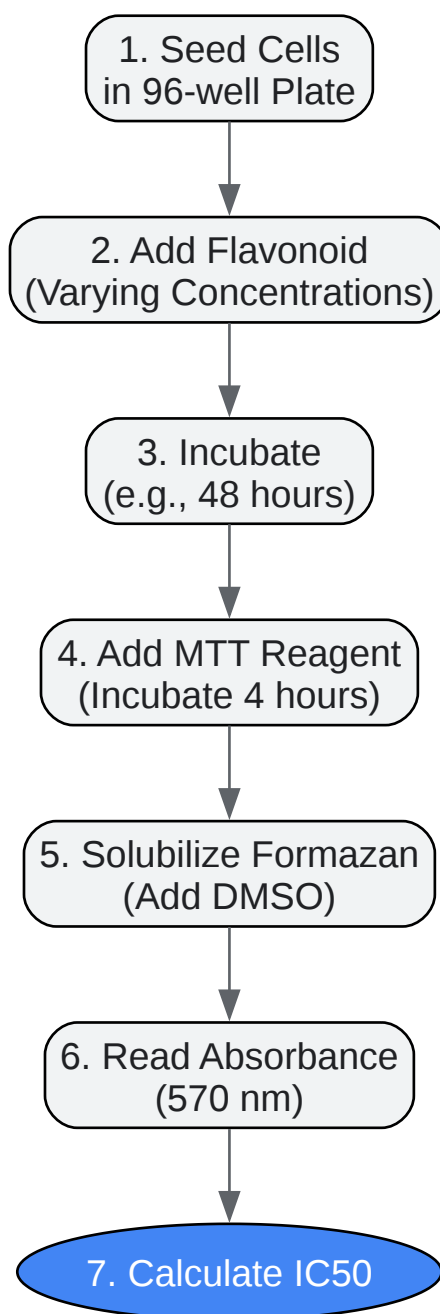 1. Seed Cells
in 96-well Plate
2. Add Flavonoid
(Varying Concentrations)
3. Incubate
(e.g., 48 hours)
4. Add MTT Reagent
(Incubate 4 hours)
5. Solubilize Formazan
(Add DMSO)
6. Read Absorbance
(570 nm)
7. Calculate IC50